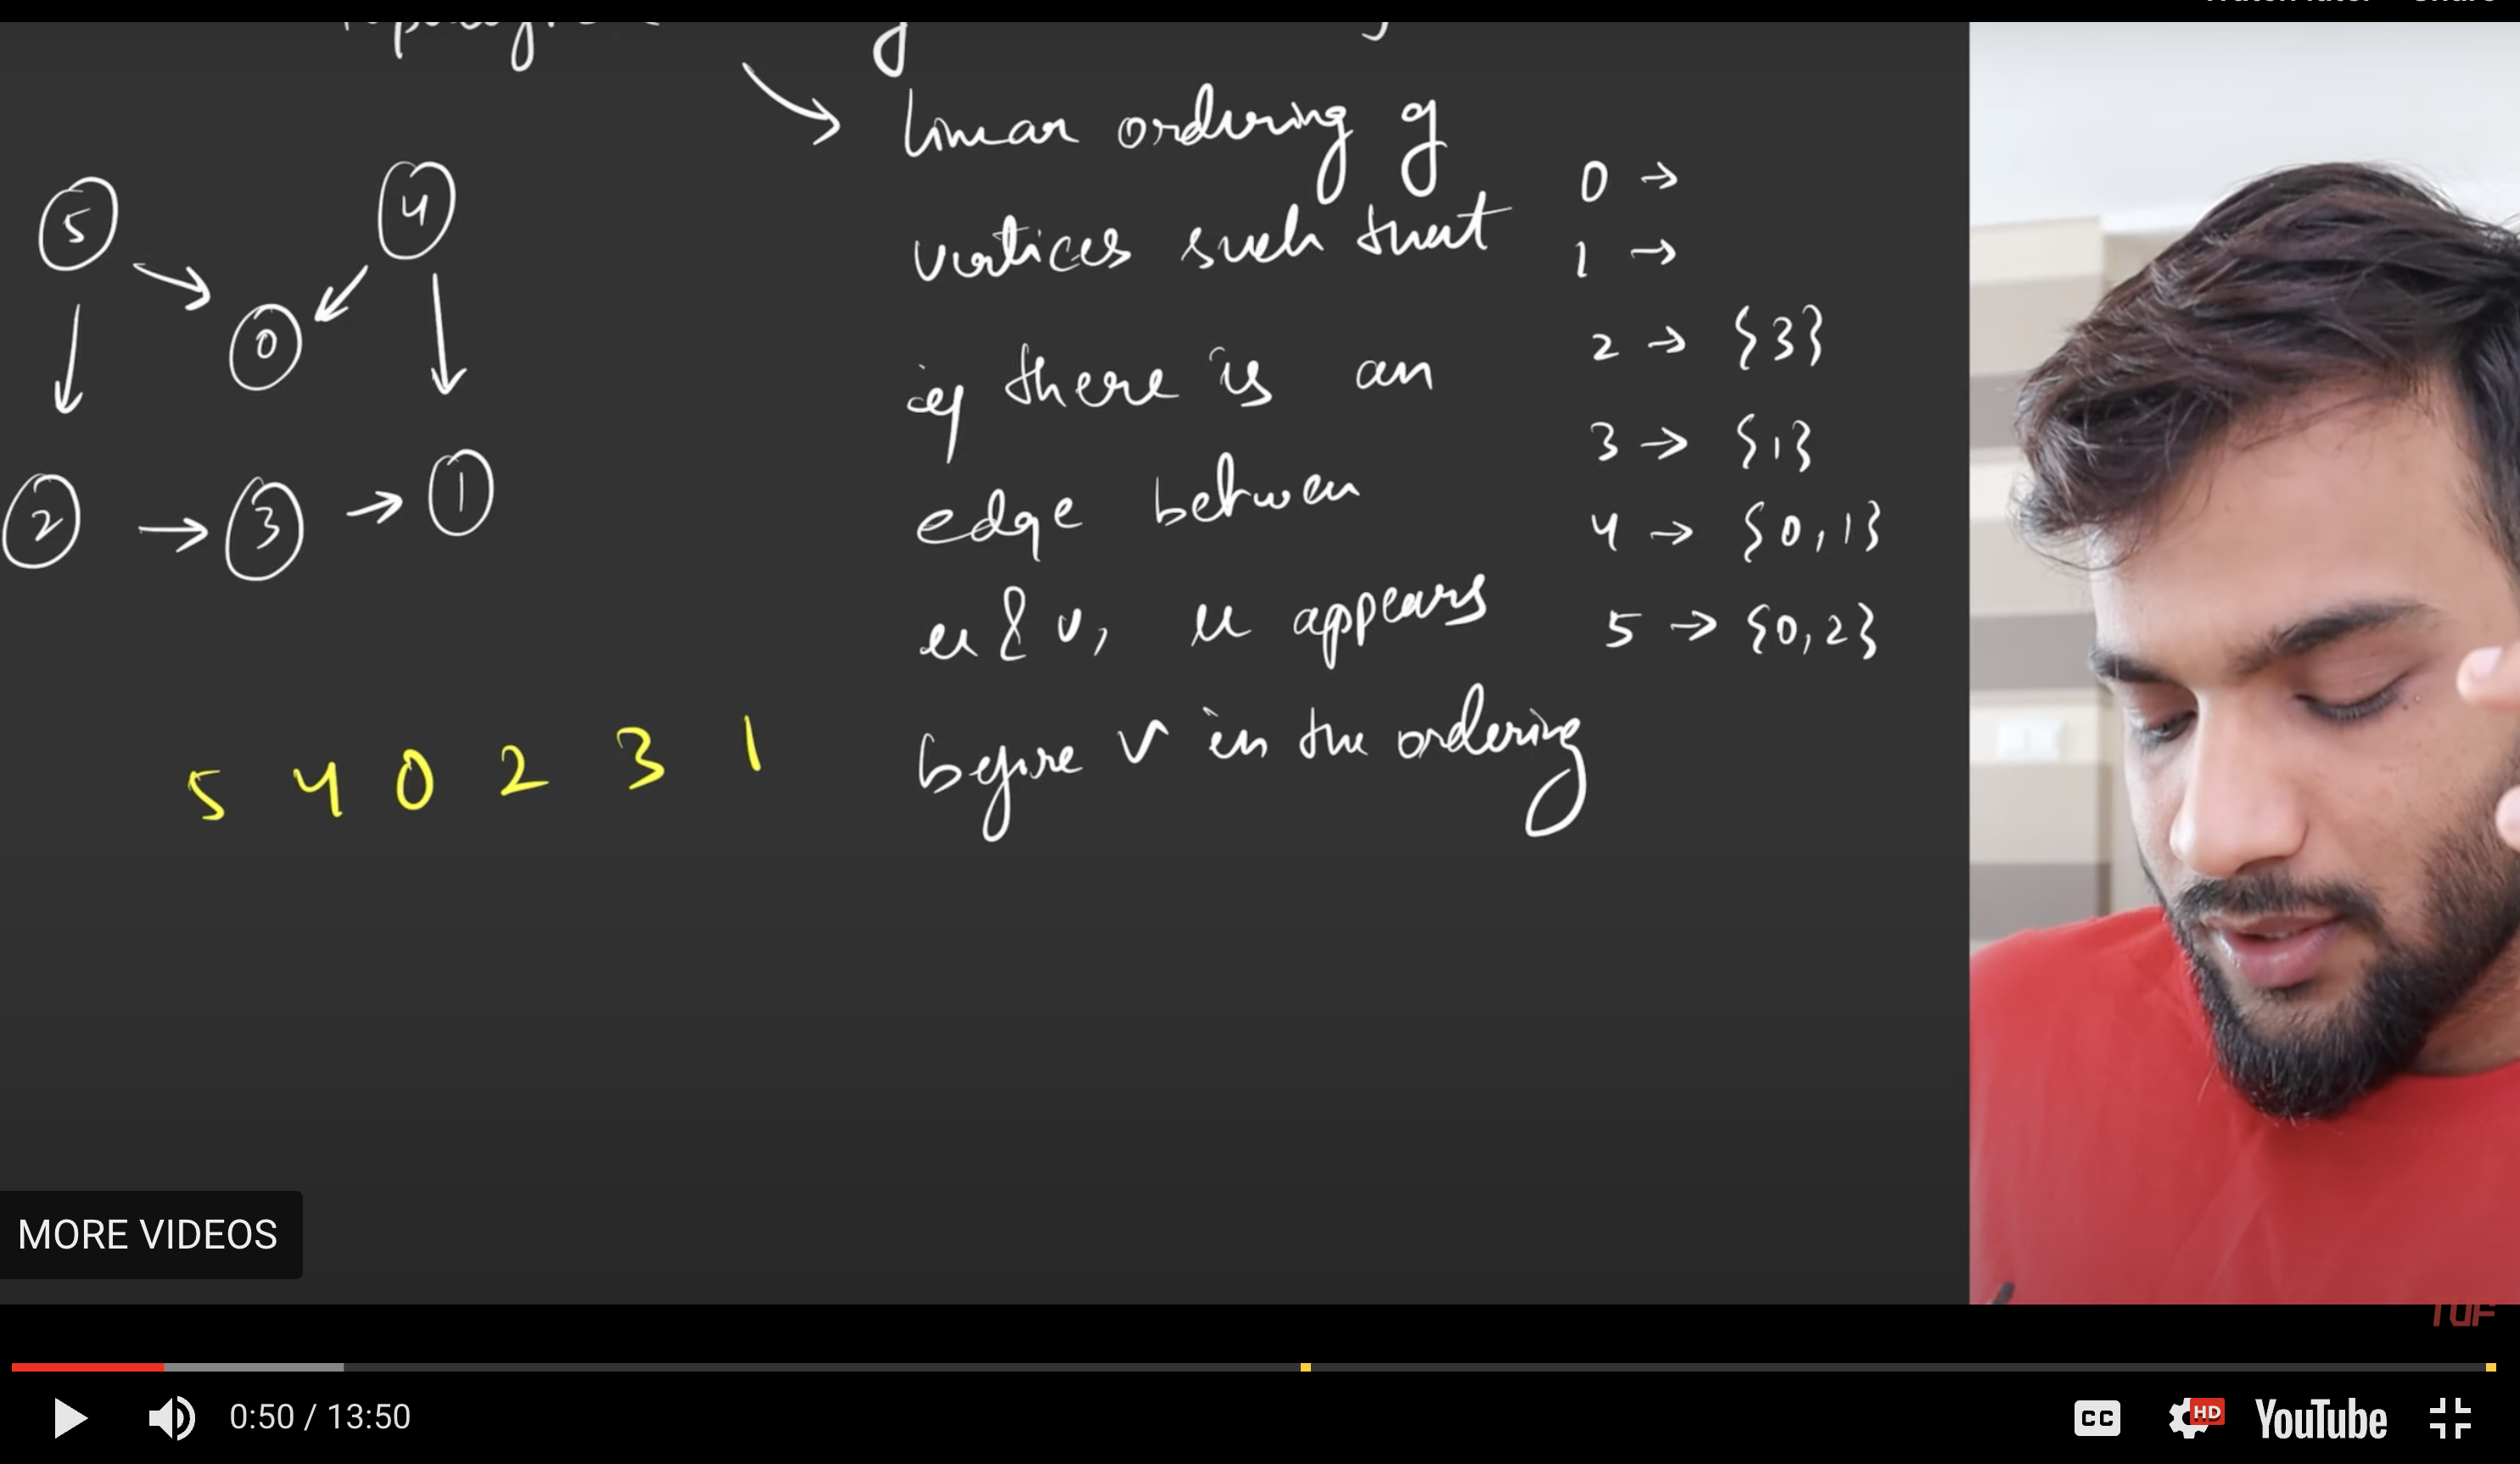 linear ordering of
vertices such that
if there is an
edge between
u & v, u appears
before v in the ordering
5
4
0
2
3
1
0 →
1 →
2 → {3}
3 → {1}
4 → {0,1}
5 → {0,2}
5 4 0 2 3 1
MORE VIDEOS
TUF
0:50 / 13:50
CC
HD
YouTube